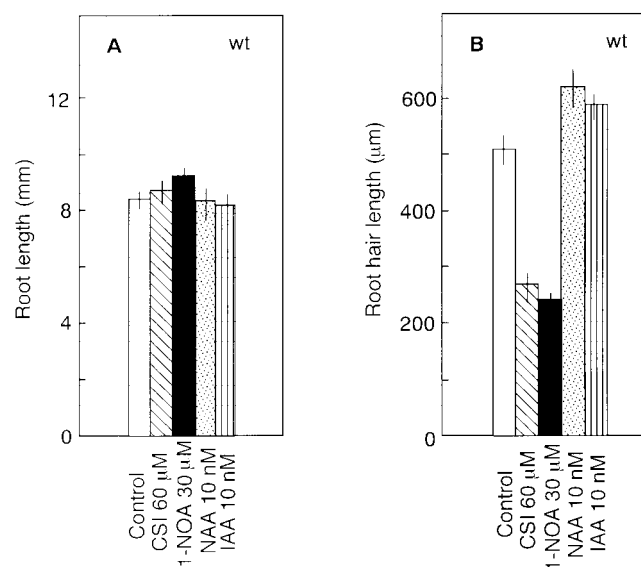 A
wt
Root length (mm)
12
8
4
0
Control
CSI 60 μM
1-NOA 30 μM
NAA 10 nM
IAA 10 nM
B
wt
Root hair length (μm)
600
400
200
0
Control
CSI 60 μM
1-NOA 30 μM
NAA 10 nM
IAA 10 nM